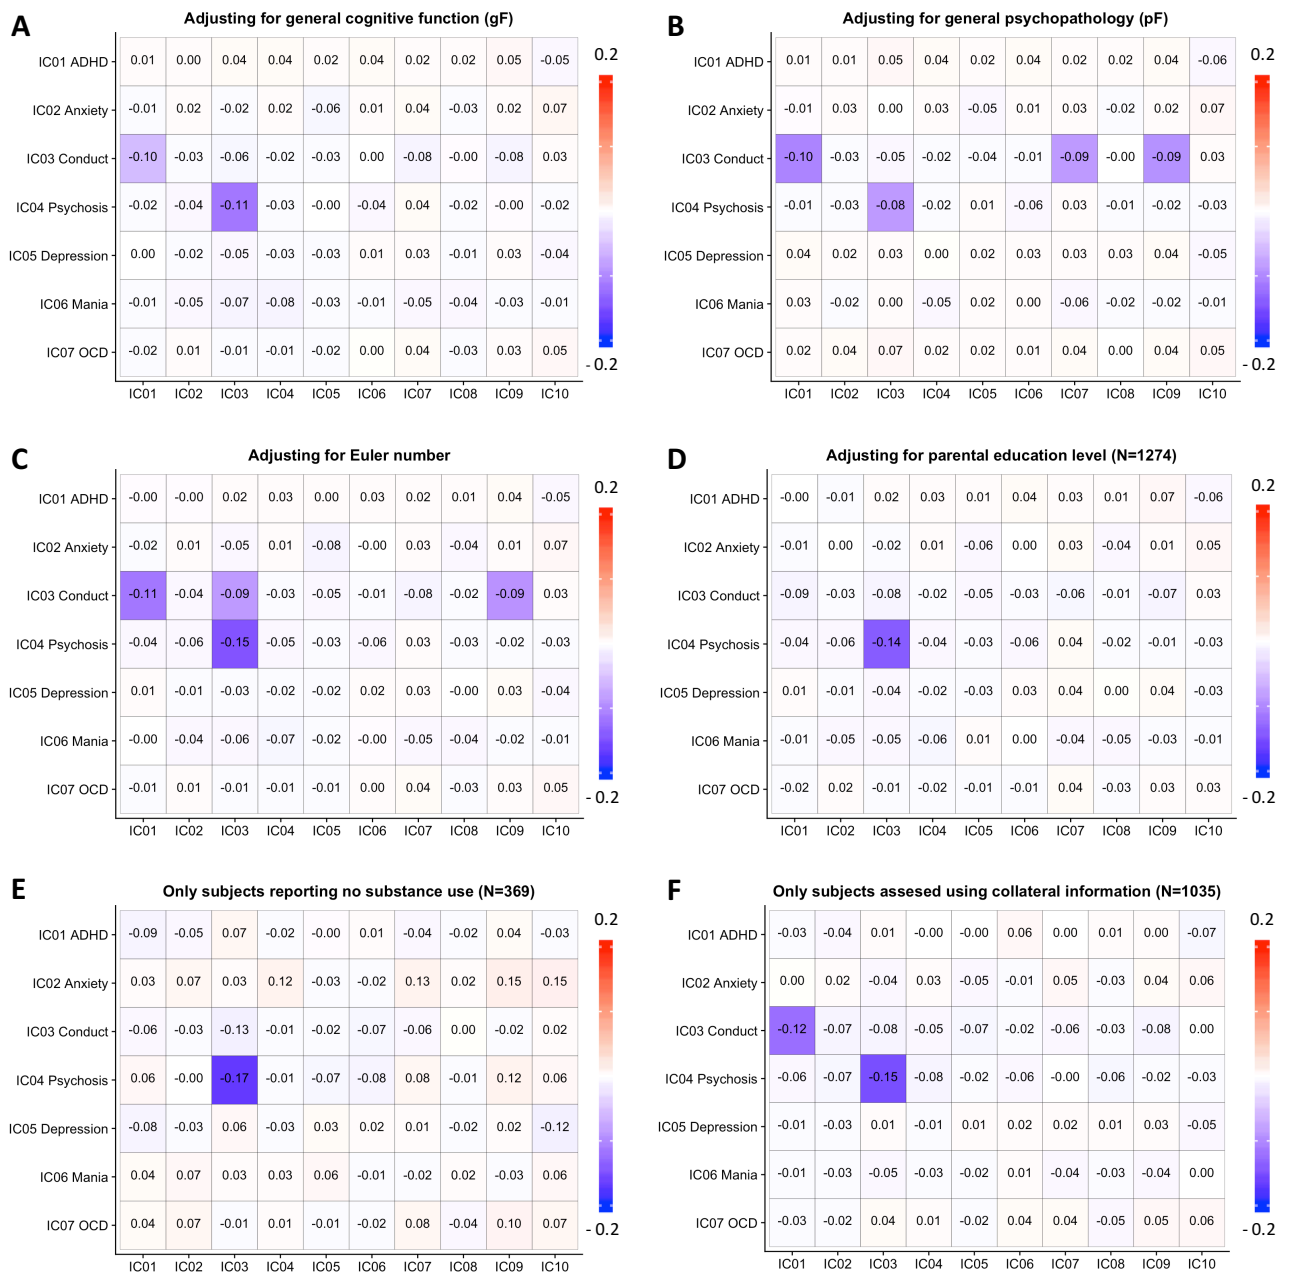 A
Adjusting for general cognitive function (gF)
IC01 ADHD 0.01 0.00 0.04 0.04 0.02 0.04 0.02 0.02 0.05 -0.05
IC02 Anxiety -0.01 0.02 -0.02 0.02 -0.06 0.01 0.04 -0.03 0.02 0.07
IC03 Conduct -0.10 -0.03 -0.06 -0.02 -0.03 0.00 -0.08 -0.00 -0.08 0.03
IC04 Psychosis -0.02 -0.04 -0.11 -0.03 -0.00 -0.04 0.04 -0.02 -0.00 -0.02
IC05 Depression 0.00 -0.02 -0.05 -0.03 -0.03 0.01 0.03 -0.01 0.03 -0.04
IC06 Mania -0.01 -0.05 -0.07 -0.08 -0.03 -0.01 -0.05 -0.04 -0.03 -0.01
IC07 OCD -0.02 0.01 -0.01 -0.01 -0.02 0.00 0.04 -0.03 0.03 0.05
IC01 IC02 IC03 IC04 IC05 IC06 IC07 IC08 IC09 IC10
0.2
- 0.2
B
Adjusting for general psychopathology (pF)
IC01 ADHD 0.01 0.01 0.05 0.04 0.02 0.04 0.02 0.02 0.04 -0.06
IC02 Anxiety -0.01 0.03 0.00 0.03 -0.05 0.01 0.03 -0.02 0.02 0.07
IC03 Conduct -0.10 -0.03 -0.05 -0.02 -0.04 -0.01 -0.09 -0.00 -0.09 0.03
IC04 Psychosis -0.01 -0.03 -0.08 -0.02 0.01 -0.06 0.03 -0.01 -0.02 -0.03
IC05 Depression 0.04 0.02 0.03 0.00 0.02 0.03 0.03 0.03 0.04 -0.05
IC06 Mania 0.03 -0.02 0.00 -0.05 0.02 0.00 -0.06 -0.02 -0.02 -0.01
IC07 OCD 0.02 0.04 0.07 0.02 0.02 0.01 0.04 0.00 0.04 0.05
IC01 IC02 IC03 IC04 IC05 IC06 IC07 IC08 IC09 IC10
0.2
- 0.2
C
Adjusting for Euler number
IC01 ADHD -0.00 -0.00 0.02 0.03 0.00 0.03 0.02 0.01 0.04 -0.05
IC02 Anxiety -0.02 0.01 -0.05 0.01 -0.08 -0.00 0.03 -0.04 0.01 0.07
IC03 Conduct -0.11 -0.04 -0.09 -0.03 -0.05 -0.01 -0.08 -0.02 -0.09 0.03
IC04 Psychosis -0.04 -0.06 -0.15 -0.05 -0.03 -0.06 0.03 -0.03 -0.02 -0.03
IC05 Depression 0.01 -0.01 -0.03 -0.02 -0.02 0.02 0.03 -0.00 0.03 -0.04
IC06 Mania -0.00 -0.04 -0.06 -0.07 -0.02 -0.00 -0.05 -0.04 -0.02 -0.01
IC07 OCD -0.01 0.01 -0.01 -0.01 -0.01 0.00 0.04 -0.03 0.03 0.05
IC01 IC02 IC03 IC04 IC05 IC06 IC07 IC08 IC09 IC10
0.2
- 0.2
D
Adjusting for parental education level (N=1274)
IC01 ADHD -0.00 -0.01 0.02 0.03 0.01 0.04 0.03 0.01 0.07 -0.06
IC02 Anxiety -0.01 0.00 -0.02 0.01 -0.06 0.00 0.03 -0.04 0.01 0.05
IC03 Conduct -0.09 -0.03 -0.08 -0.02 -0.05 -0.03 -0.06 -0.01 -0.07 0.03
IC04 Psychosis -0.04 -0.06 -0.14 -0.04 -0.03 -0.06 0.04 -0.02 -0.01 -0.03
IC05 Depression 0.01 -0.01 -0.04 -0.02 -0.03 0.03 0.04 0.00 0.04 -0.03
IC06 Mania -0.01 -0.05 -0.05 -0.06 0.01 0.00 -0.04 -0.05 -0.03 -0.01
IC07 OCD -0.02 0.02 -0.01 -0.02 -0.01 -0.01 0.04 -0.03 0.03 0.03
IC01 IC02 IC03 IC04 IC05 IC06 IC07 IC08 IC09 IC10
0.2
- 0.2
E
Only subjects reporting no substance use (N=369)
IC01 ADHD -0.09 -0.05 0.07 -0.02 -0.00 0.01 -0.04 -0.02 0.04 -0.03
IC02 Anxiety 0.03 0.07 0.03 0.12 -0.03 -0.02 0.13 0.02 0.15 0.15
IC03 Conduct -0.06 -0.03 -0.13 -0.01 -0.02 -0.07 -0.06 0.00 -0.02 0.02
IC04 Psychosis 0.06 -0.00 -0.17 -0.01 -0.07 -0.08 0.08 -0.01 0.12 0.06
IC05 Depression -0.08 -0.03 0.06 -0.03 0.03 0.02 0.01 -0.02 0.02 -0.12
IC06 Mania 0.04 0.07 0.03 0.03 0.06 -0.01 -0.02 0.02 -0.03 0.06
IC07 OCD 0.04 0.07 -0.01 0.01 -0.01 -0.02 0.08 -0.04 0.10 0.07
IC01 IC02 IC03 IC04 IC05 IC06 IC07 IC08 IC09 IC10
0.2
- 0.2
F
Only subjects assesed using collateral information (N=1035)
IC01 ADHD -0.03 -0.04 0.01 -0.00 -0.00 0.06 0.00 0.01 0.00 -0.07
IC02 Anxiety 0.00 0.02 -0.04 0.03 -0.05 -0.01 0.05 -0.03 0.04 0.06
IC03 Conduct -0.12 -0.07 -0.08 -0.05 -0.07 -0.02 -0.06 -0.03 -0.08 0.00
IC04 Psychosis -0.06 -0.07 -0.15 -0.08 -0.02 -0.06 -0.00 -0.06 -0.02 -0.03
IC05 Depression -0.01 -0.03 0.01 -0.01 0.01 0.02 0.02 0.01 0.03 -0.05
IC06 Mania -0.01 -0.03 -0.05 -0.03 -0.02 0.01 -0.04 -0.03 -0.04 0.00
IC07 OCD -0.03 -0.02 0.04 0.01 -0.02 0.04 0.04 -0.05 0.05 0.06
IC01 IC02 IC03 IC04 IC05 IC06 IC07 IC08 IC09 IC10
0.2
- 0.2